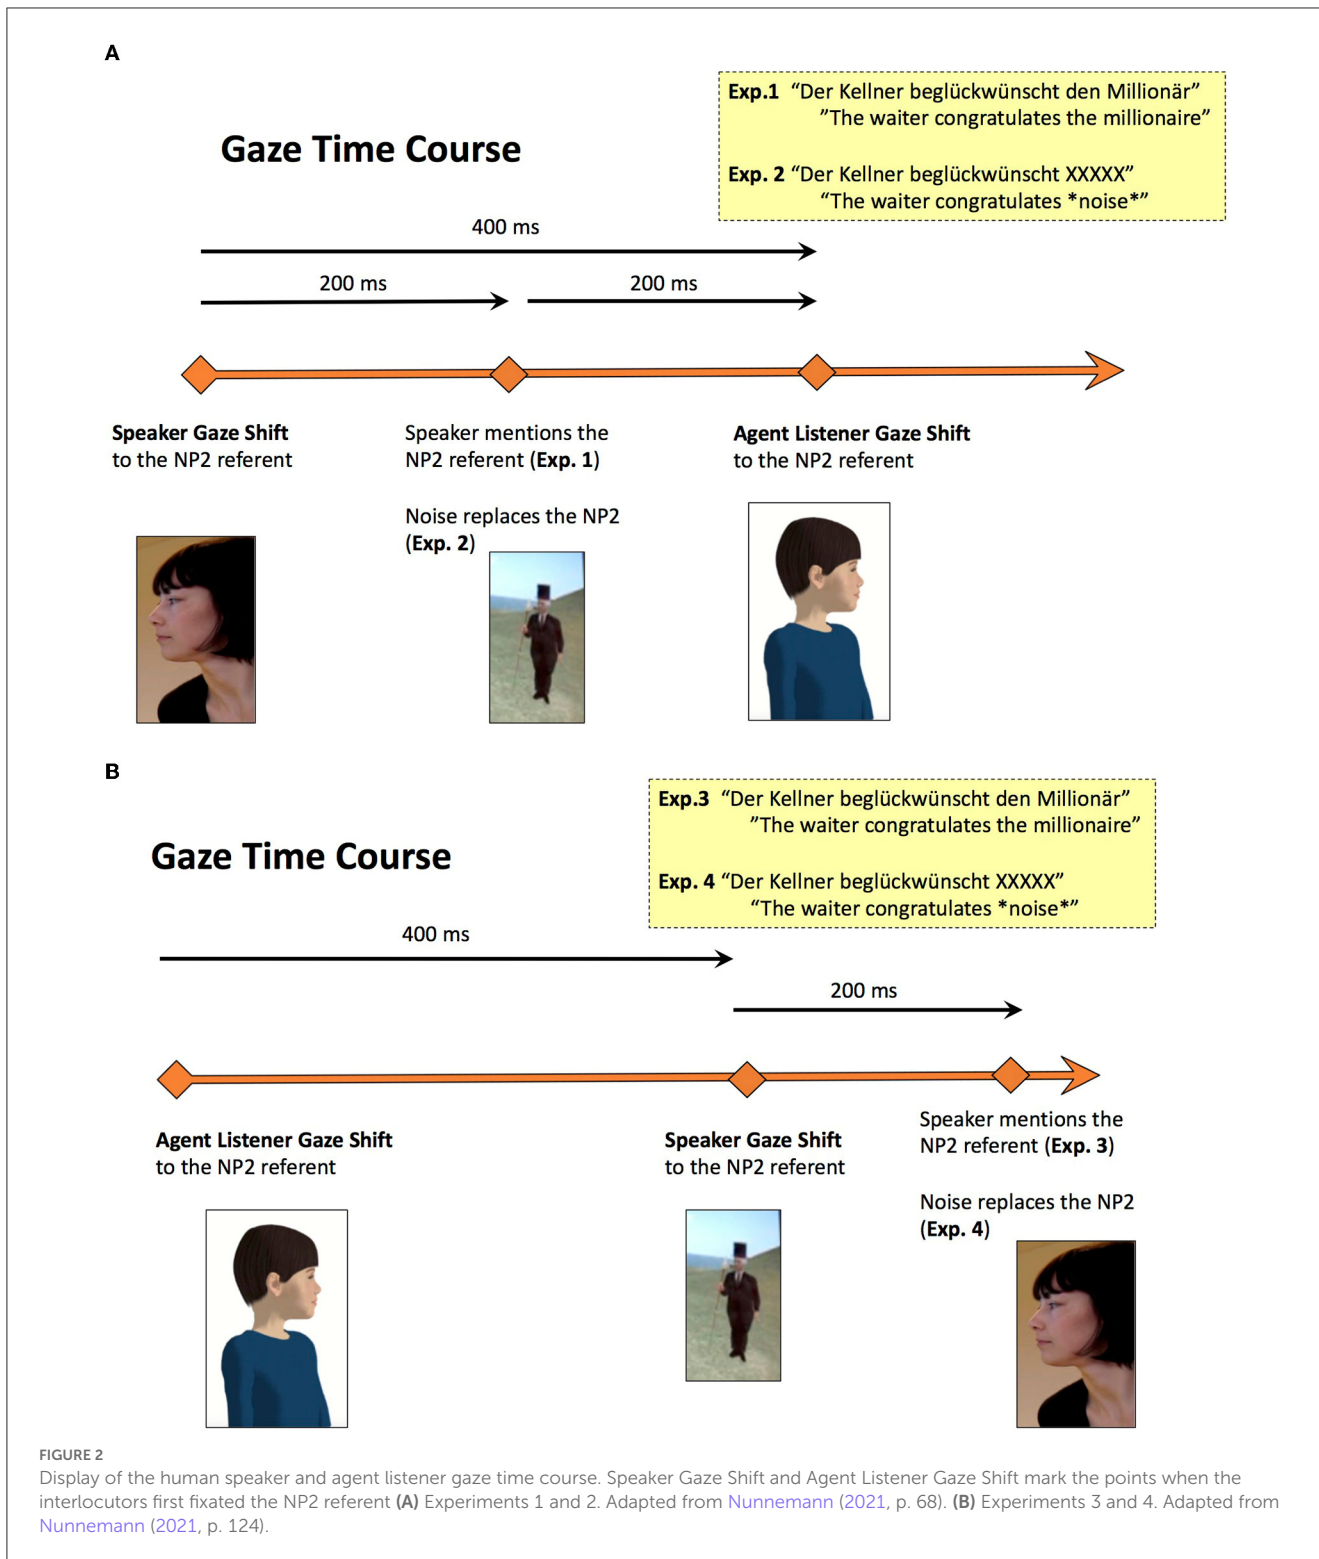 A
Exp.1 “Der Kellner beglückwünscht den Millionär”
”The waiter congratulates the millionaire”
Exp. 2 “Der Kellner beglückwünscht XXXXX”
“The waiter congratulates *noise*”
Gaze Time Course
400 ms
200 ms
200 ms
Speaker Gaze Shift
to the NP2 referent
Speaker mentions the
NP2 referent (Exp. 1)
Noise replaces the NP2
(Exp. 2)
Agent Listener Gaze Shift
to the NP2 referent
B
Exp.3 “Der Kellner beglückwünscht den Millionär”
”The waiter congratulates the millionaire”
Exp. 4 “Der Kellner beglückwünscht XXXXX”
“The waiter congratulates *noise*”
Gaze Time Course
400 ms
200 ms
Agent Listener Gaze Shift
to the NP2 referent
Speaker Gaze Shift
to the NP2 referent
Speaker mentions the
NP2 referent (Exp. 3)
Noise replaces the NP2
(Exp. 4)
FIGURE 2
Display of the human speaker and agent listener gaze time course. Speaker Gaze Shift and Agent Listener Gaze Shift mark the points when the
interlocutors first fixated the NP2 referent (A) Experiments 1 and 2. Adapted from Nunnemann (2021, p. 68). (B) Experiments 3 and 4. Adapted from
Nunnemann (2021, p. 124).